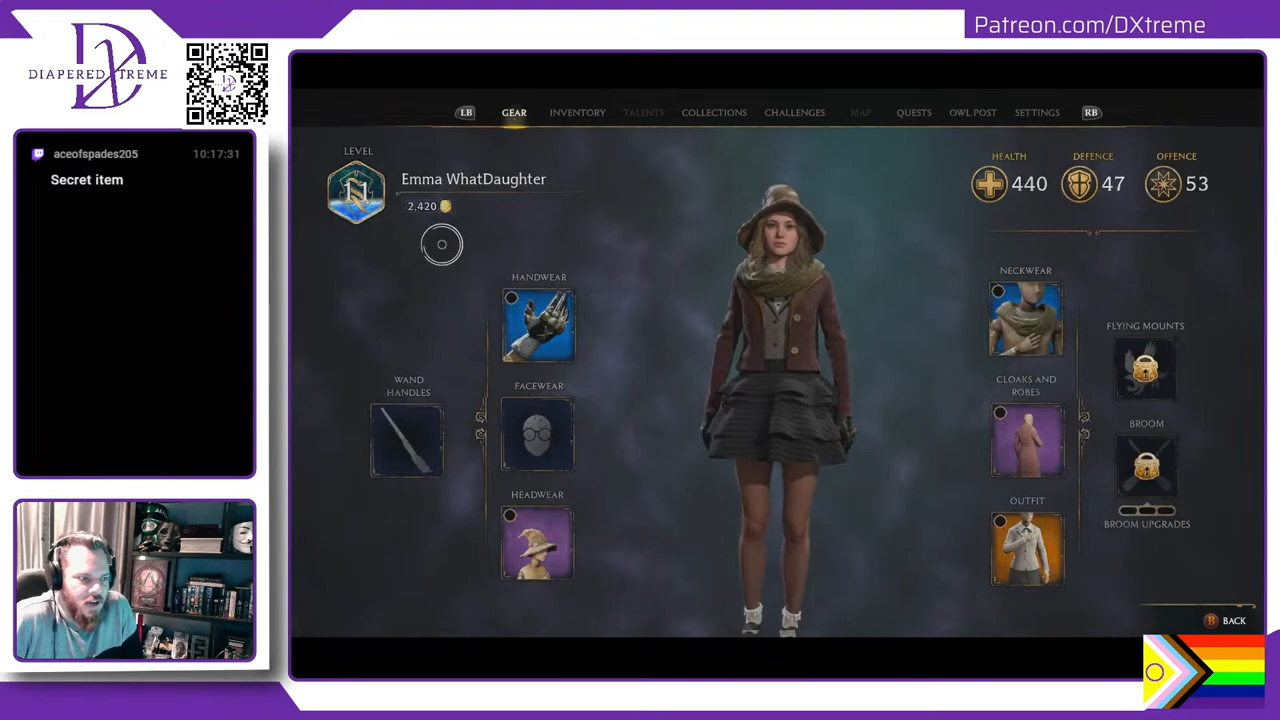 Patreon.com/DXtreme
DIAPERED XTREME
aceofspades205 10:17:31
Secret item
LB GEAR INVENTORY TALENTS COLLECTIONS CHALLENGES MAP QUESTS OWL POST SETTINGS RB
LEVEL
11
Emma WhatDaughter
2,420
HEALTH DEFENCE OFFENCE
440 47 53
HANDWEAR
NECKWEAR
FLYING MOUNTS
WAND
HANDLES
FACEWEAR
CLOAKS AND
ROBES
BROOM
HEADWEAR
OUTFIT
BROOM UPGRADES
B BACK